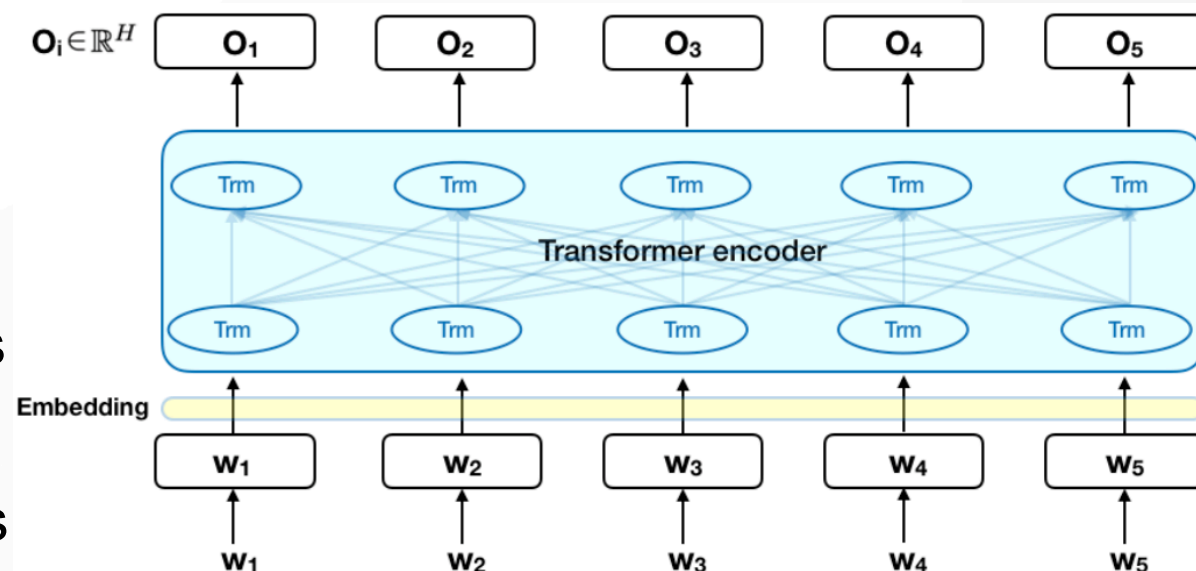 Oᵢ∈ℝᴴ O₁ O₂ O₃ O₄ O₅
Trm Trm Trm Trm Trm
Transformer encoder
Trm Trm Trm Trm Trm
s
Embedding
w₁ w₂ w₃ w₄ w₅
s
w₁ w₂ w₃ w₄ w₅